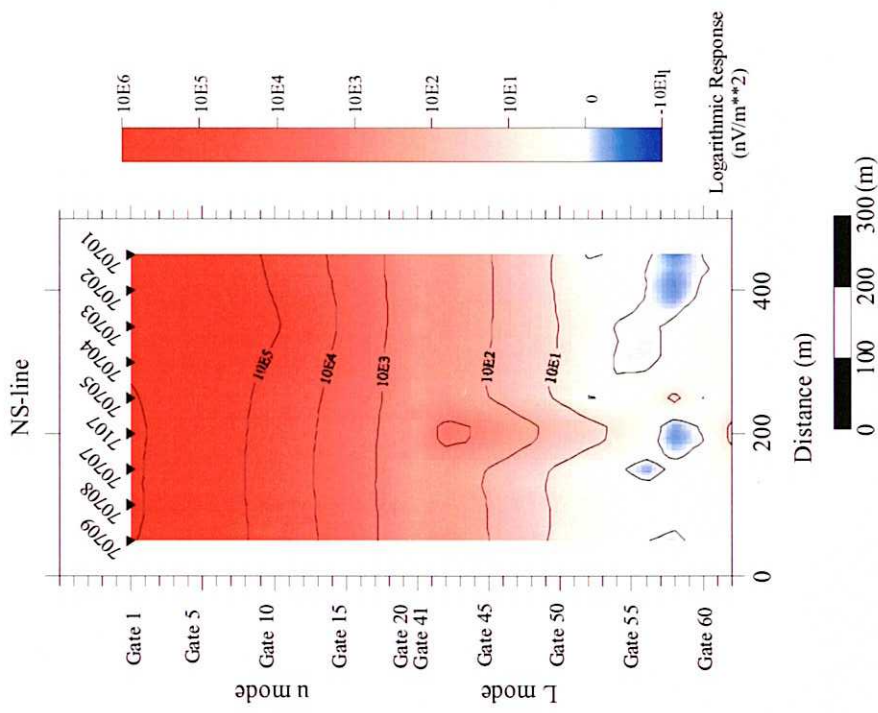 NS-line
70709
70708
70707
7107
70705
70704
70703
70702
70701
Gate 1
Gate 5
Gate 10
Gate 15
Gate 20
Gate 41
Gate 45
Gate 50
Gate 55
Gate 60
u mode
L mode
10E5
10E4
10E3
10E2
10E1
0
200
400
Distance (m)
0
100
200
300 (m)
10E6
10E5
10E4
10E3
10E2
10E1
0
-10E1
Logarithmic Response
(nV/m**2)